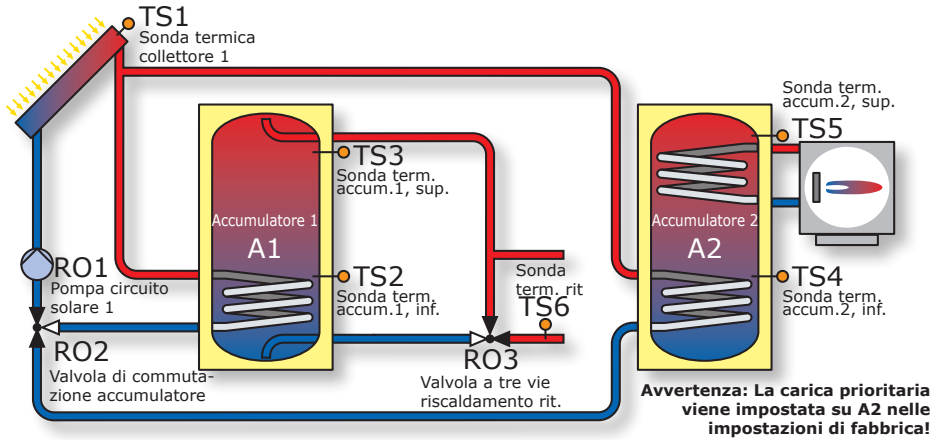 TS1
Sonda termica
collettore 1
Sonda term.
accum.2, sup.
TS5
TS3
Sonda term.
accum.1, sup.
Accumulatore 1
A1
Accumulatore 2
A2
RO1
Pompa circuito
solare 1
TS2
Sonda term.
accum.1, inf.
Sonda
term. rit
TS6
TS4
Sonda term.
accum.2, inf.
RO2
Valvola di commuta-
zione accumulatore
RO3
Valvola a tre vie
riscaldamento rit.
Avvertenza: La carica prioritaria
viene impostata su A2 nelle
impostazioni di fabbrica!